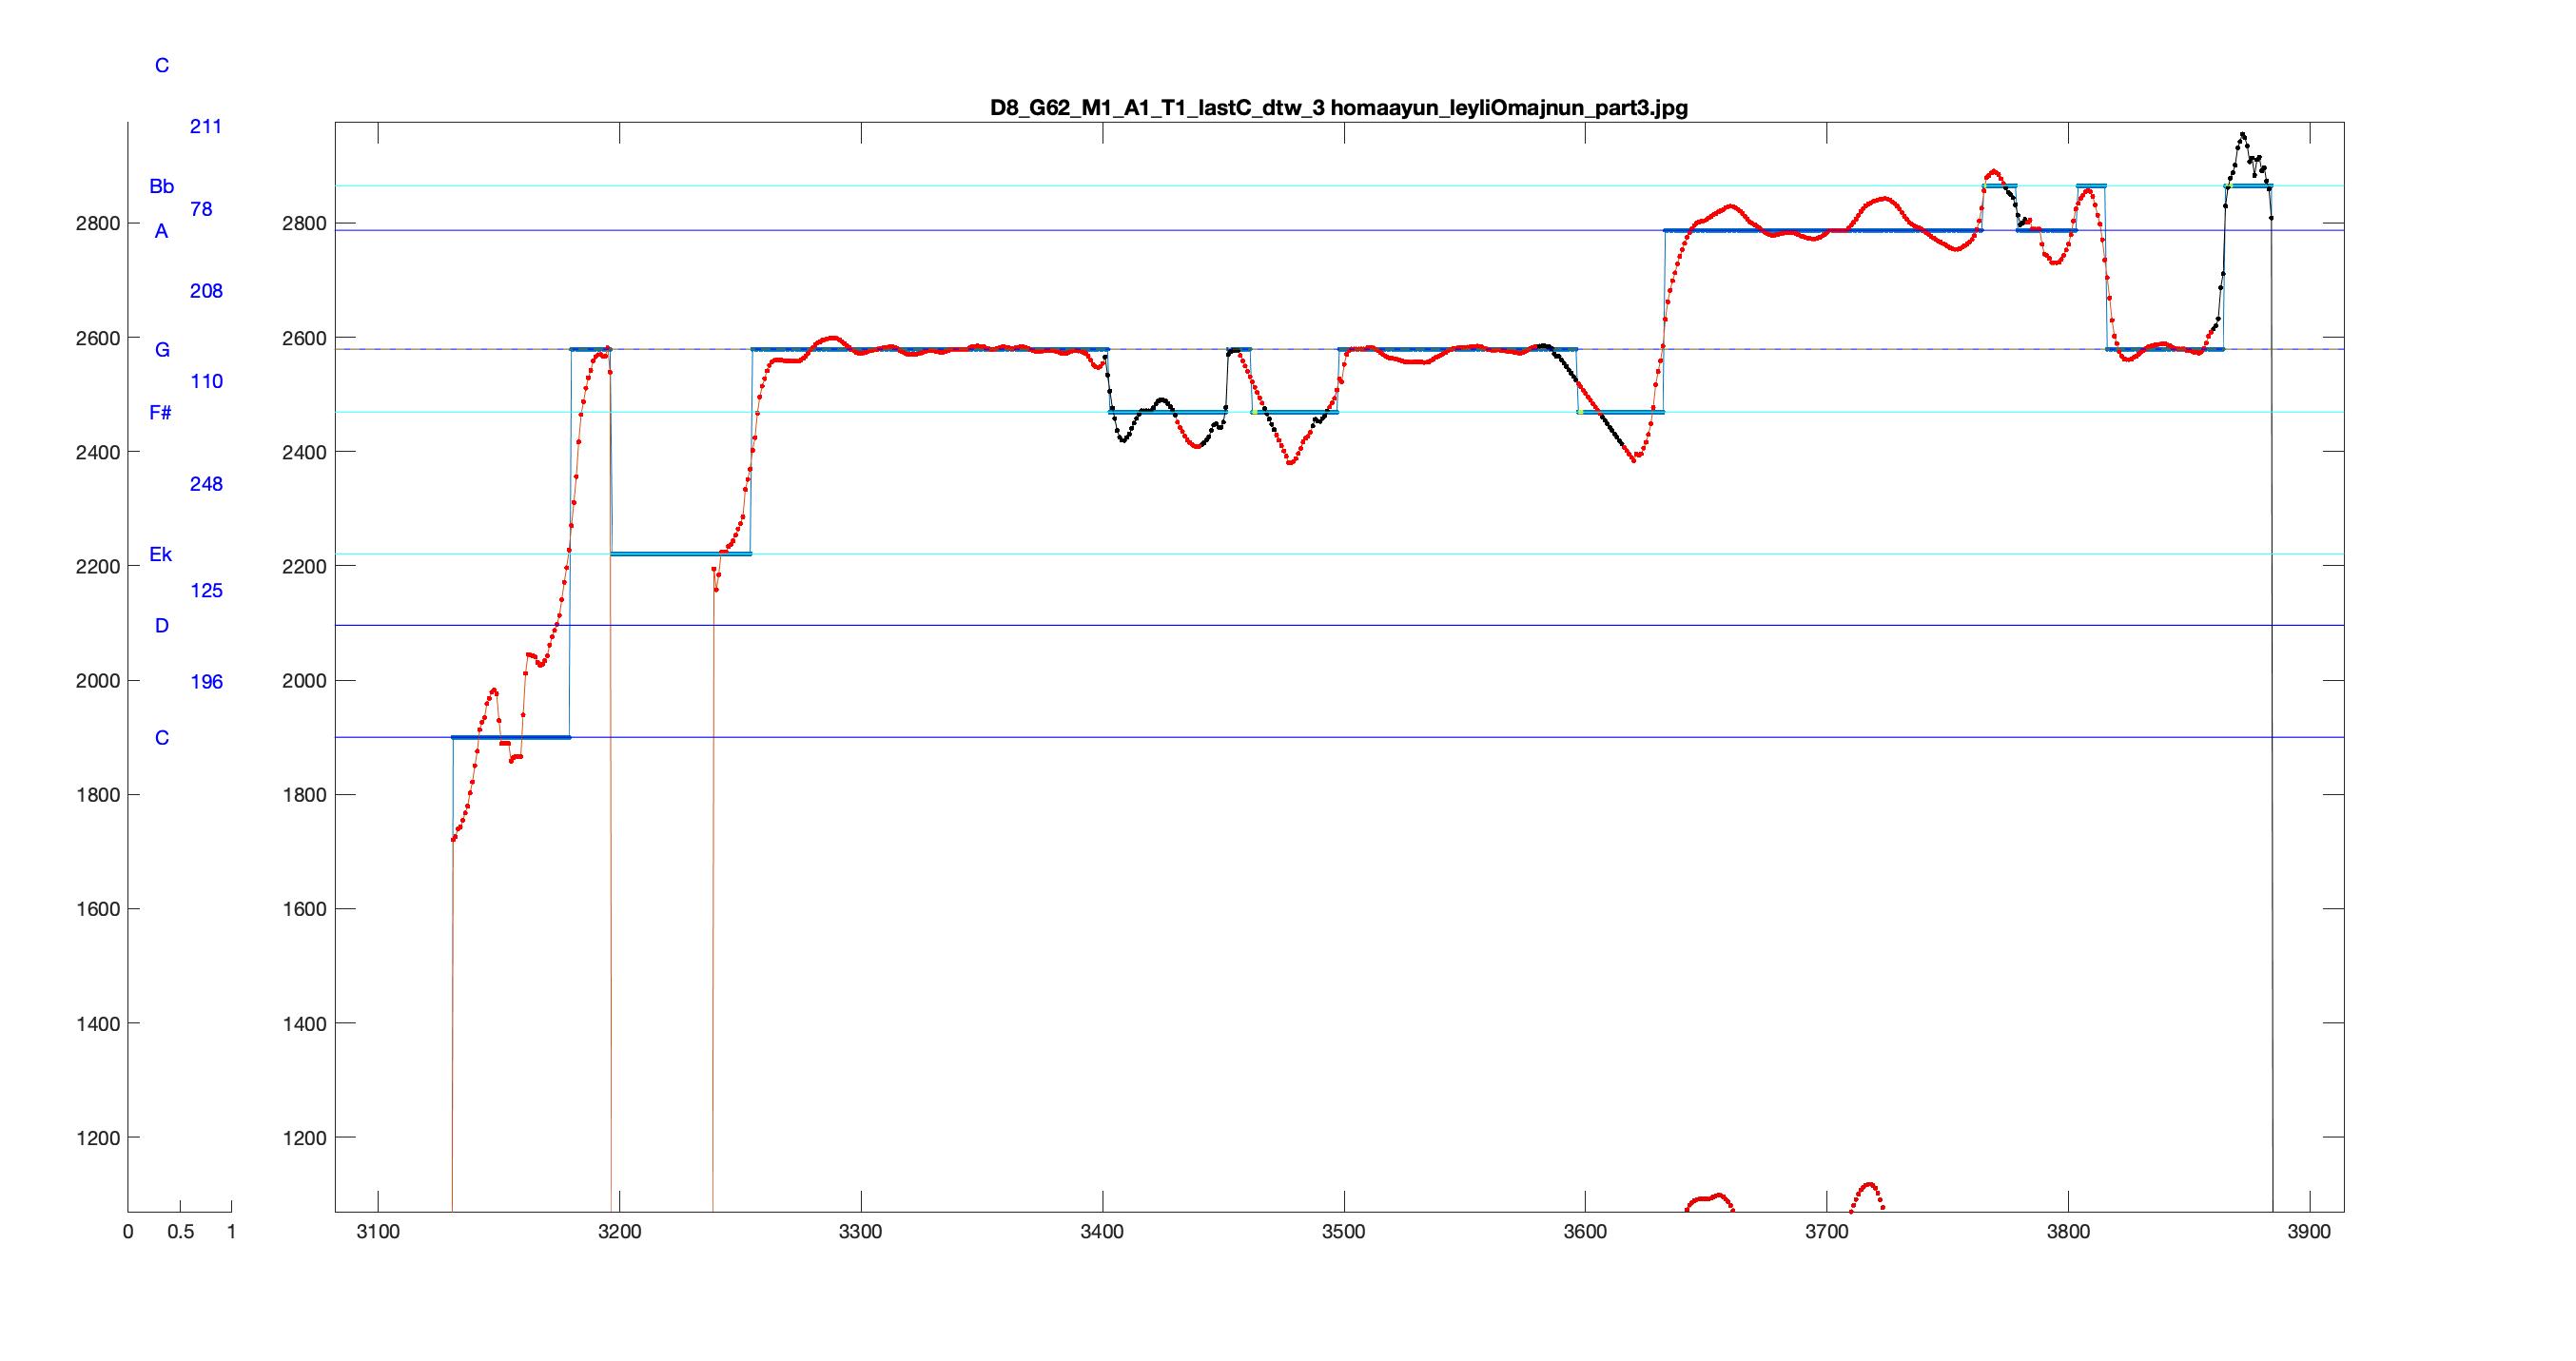 C
D8_G62_M1_A1_T1_lastC_dtw_3 homaayun_leyliOmajnun_part3.jpg
211
Bb
78
2800 A 2800
208
2600 2600
G
110
F#
2400 2400
248
Ek
2200 2200
125
D
2000 196 2000
C
1800 1800
1600 1600
1400 1400
1200 1200
0 0.5 1 3100 3200 3300 3400 3500 3600 3700 3800 3900